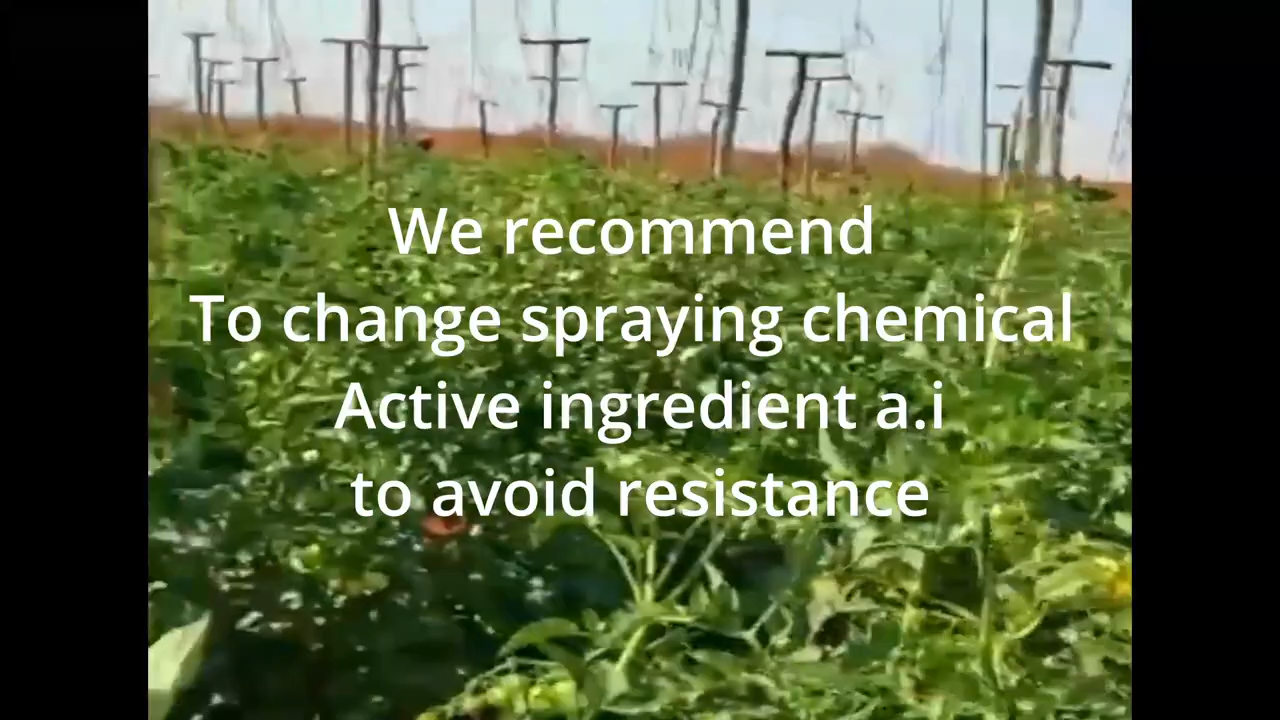 We recommend
To change spraying chemical
Active ingredient a.i
to avoid resistance